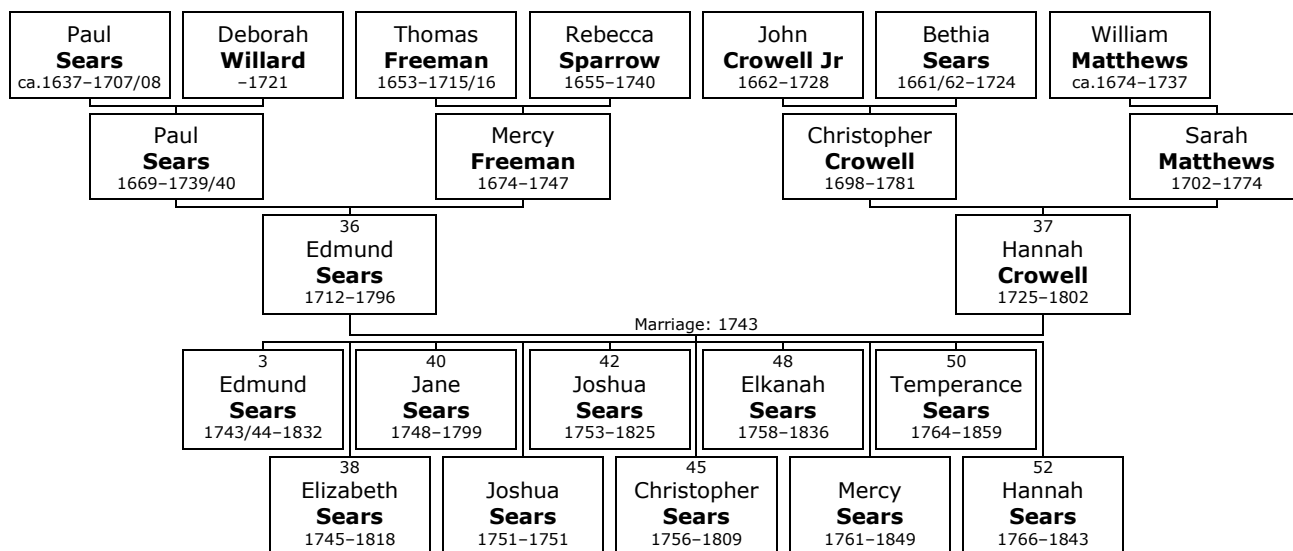 Paul
Sears
ca.1637–1707/08
Deborah
Willard
–1721
Thomas
Freeman
1653–1715/16
Rebecca
Sparrow
1655–1740
John
Crowell Jr
1662–1728
Bethia
Sears
1661/62–1724
William
Matthews
ca.1674–1737
Paul
Sears
1669–1739/40
Mercy
Freeman
1674–1747
Christopher
Crowell
1698–1781
Sarah
Matthews
1702–1774
36
Edmund
Sears
1712–1796
37
Hannah
Crowell
1725–1802
Marriage: 1743
3
Edmund
Sears
1743/44–1832
40
Jane
Sears
1748–1799
42
Joshua
Sears
1753–1825
48
Elkanah
Sears
1758–1836
50
Temperance
Sears
1764–1859
38
Elizabeth
Sears
1745–1818
Joshua
Sears
1751–1751
45
Christopher
Sears
1756–1809
Mercy
Sears
1761–1849
52
Hannah
Sears
1766–1843